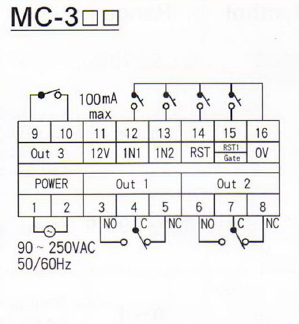 MC-3□□
100mA
max
9 10 11 12 13 14 15 16
Out 3 12V 1N1 1N2 RST RST1 Gate 0V
POWER Out 1 Out 2
1 2 3 4 5 6 7 8
NO C NC NO C NC
90 ~ 250VAC
50/60Hz